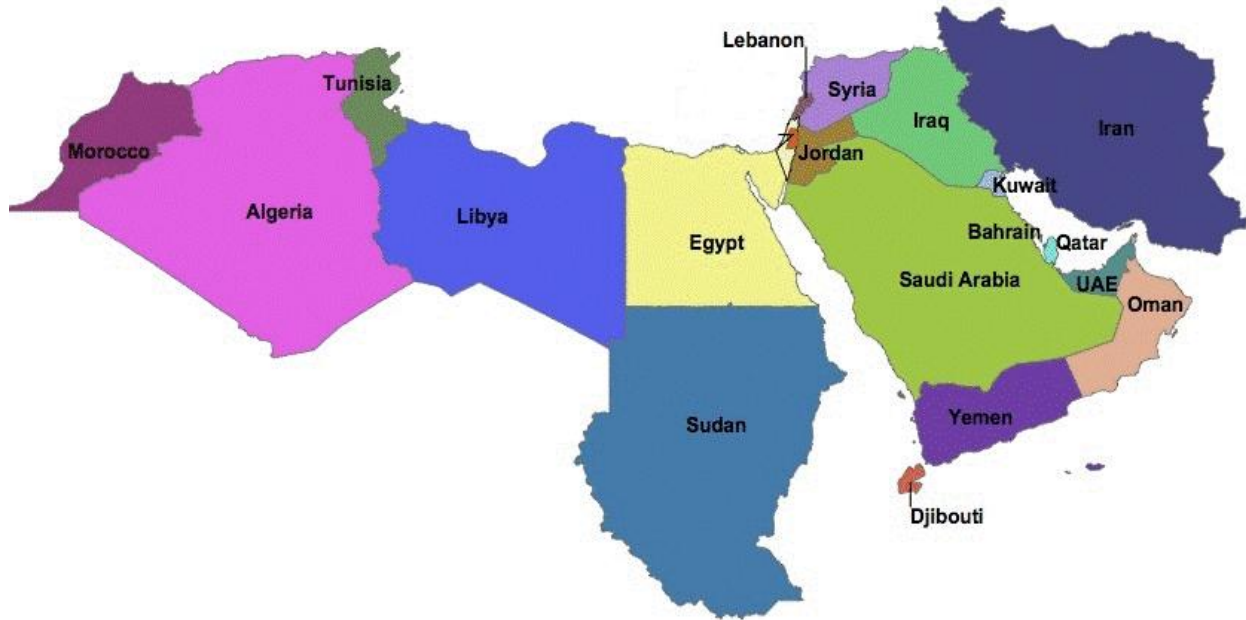 Lebanon
Tunisia
Syria
Iraq
Iran
Morocco
Jordan
Kuwait
Algeria
Libya
Egypt
Bahrain
Qatar
Saudi Arabia
UAE
Oman
Sudan
Yemen
Djibouti